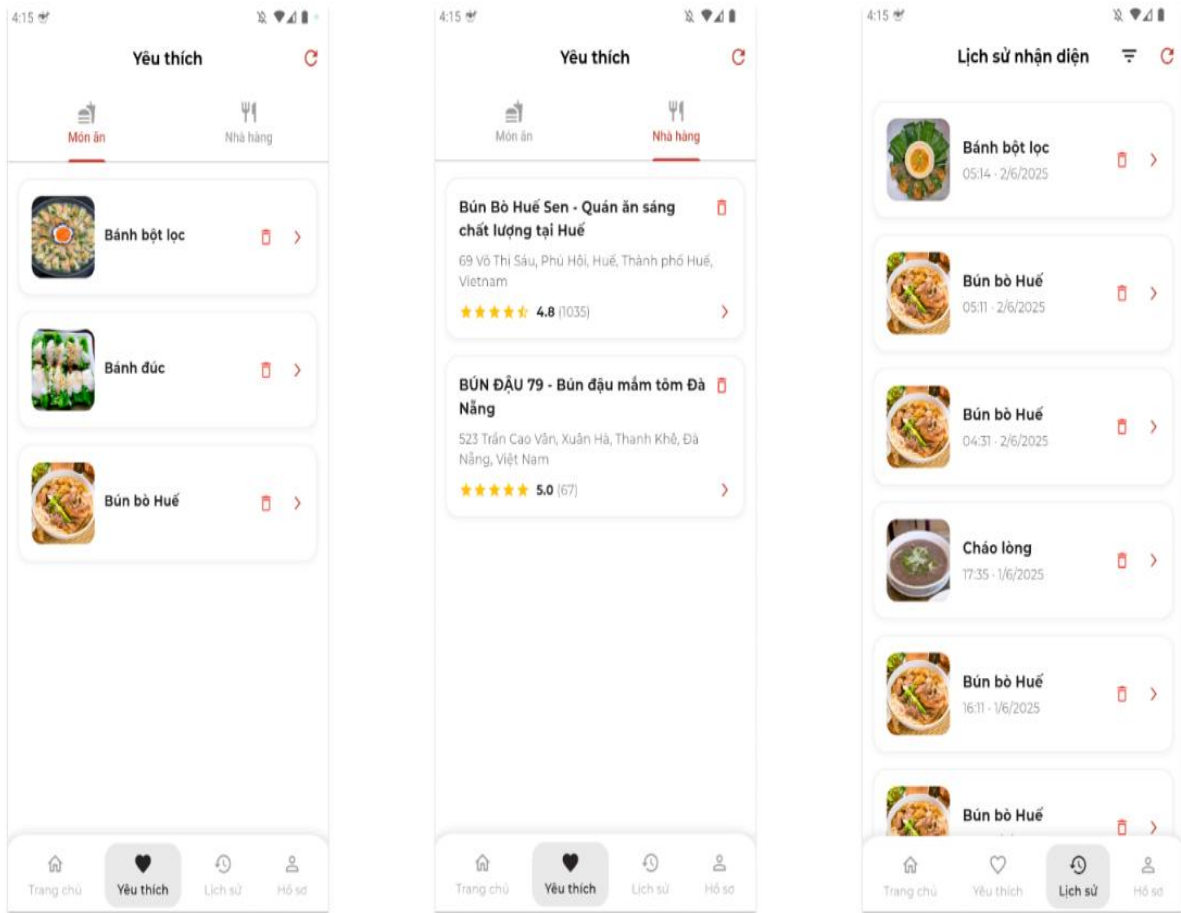 4:15
Yêu thích
Món ăn
Nhà hàng
Bánh bột lọc
Bánh đúc
Bún bò Huế
Trang chủ
Yêu thích
Lịch sử
Hồ sơ
4:15
Yêu thích
Món ăn
Nhà hàng
Bún Bò Huế Sen - Quán ăn sáng
chất lượng tại Huế
69 Võ Thị Sáu, Phú Hội, Huế, Thành phố Huế,
Vietnam
4.8 (1035)
BÚN ĐẬU 79 - Bún đậu mắm tôm Đà
Nẵng
523 Trần Cao Vân, Xuân Hà, Thanh Khê, Đà
Nẵng, Việt Nam
5.0 (67)
Trang chủ
Yêu thích
Lịch sử
Hồ sơ
4:15
Lịch sử nhận diện
Bánh bột lọc
05:14 - 2/6/2025
Bún bò Huế
05:11 - 2/6/2025
Bún bò Huế
04:31 - 2/6/2025
Cháo lòng
17:35 - 1/6/2025
Bún bò Huế
16:11 - 1/6/2025
Bún bò Huế
Trang chủ
Yêu thích
Lịch sử
Hồ sơ